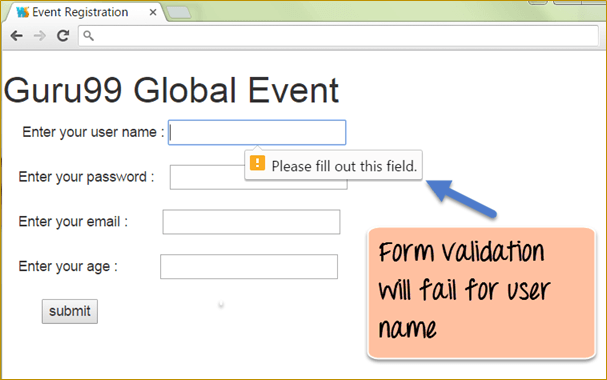 Event Registration
Guru99 Global Event
Enter your user name :
Please fill out this field.
Enter your password :
Enter your email :
Enter your age :
submit
Form Validation
will fail for user
name